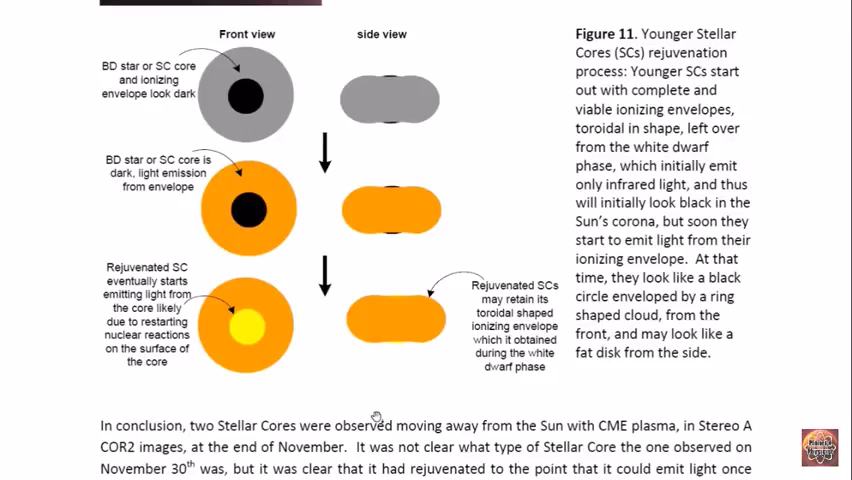 Front view
side view
BD star or SC core
and ionizing
envelope look dark
BD star or SC core is
dark, light emission
from envelope
Rejuvenated SC
eventually starts
emitting light from
the core likely
due to restarting
nuclear reactions
on the surface of
the core
Rejuvenated SCs
may retain its
toroidal shaped
ionizing envelope
which it obtained
during the white
dwarf phase
Figure 11. Younger Stellar
Cores (SCs) rejuvenation
process: Younger SCs start
out with complete and
viable ionizing envelopes,
toroidal in shape, left over
from the white dwarf
phase, which initially emit
only infrared light, and thus
will initially look black in the
Sun's corona, but soon they
start to emit light from their
ionizing envelope. At that
time, they look like a black
circle enveloped by a ring
shaped cloud, from the
front, and may look like a
fat disk from the side.
In conclusion, two Stellar Cores were observed moving away from the Sun with CME plasma, in Stereo A
COR2 images, at the end of November. It was not clear what type of Stellar Core the one observed on
November 30th was, but it was clear that it had rejuvenated to the point that it could emit light once